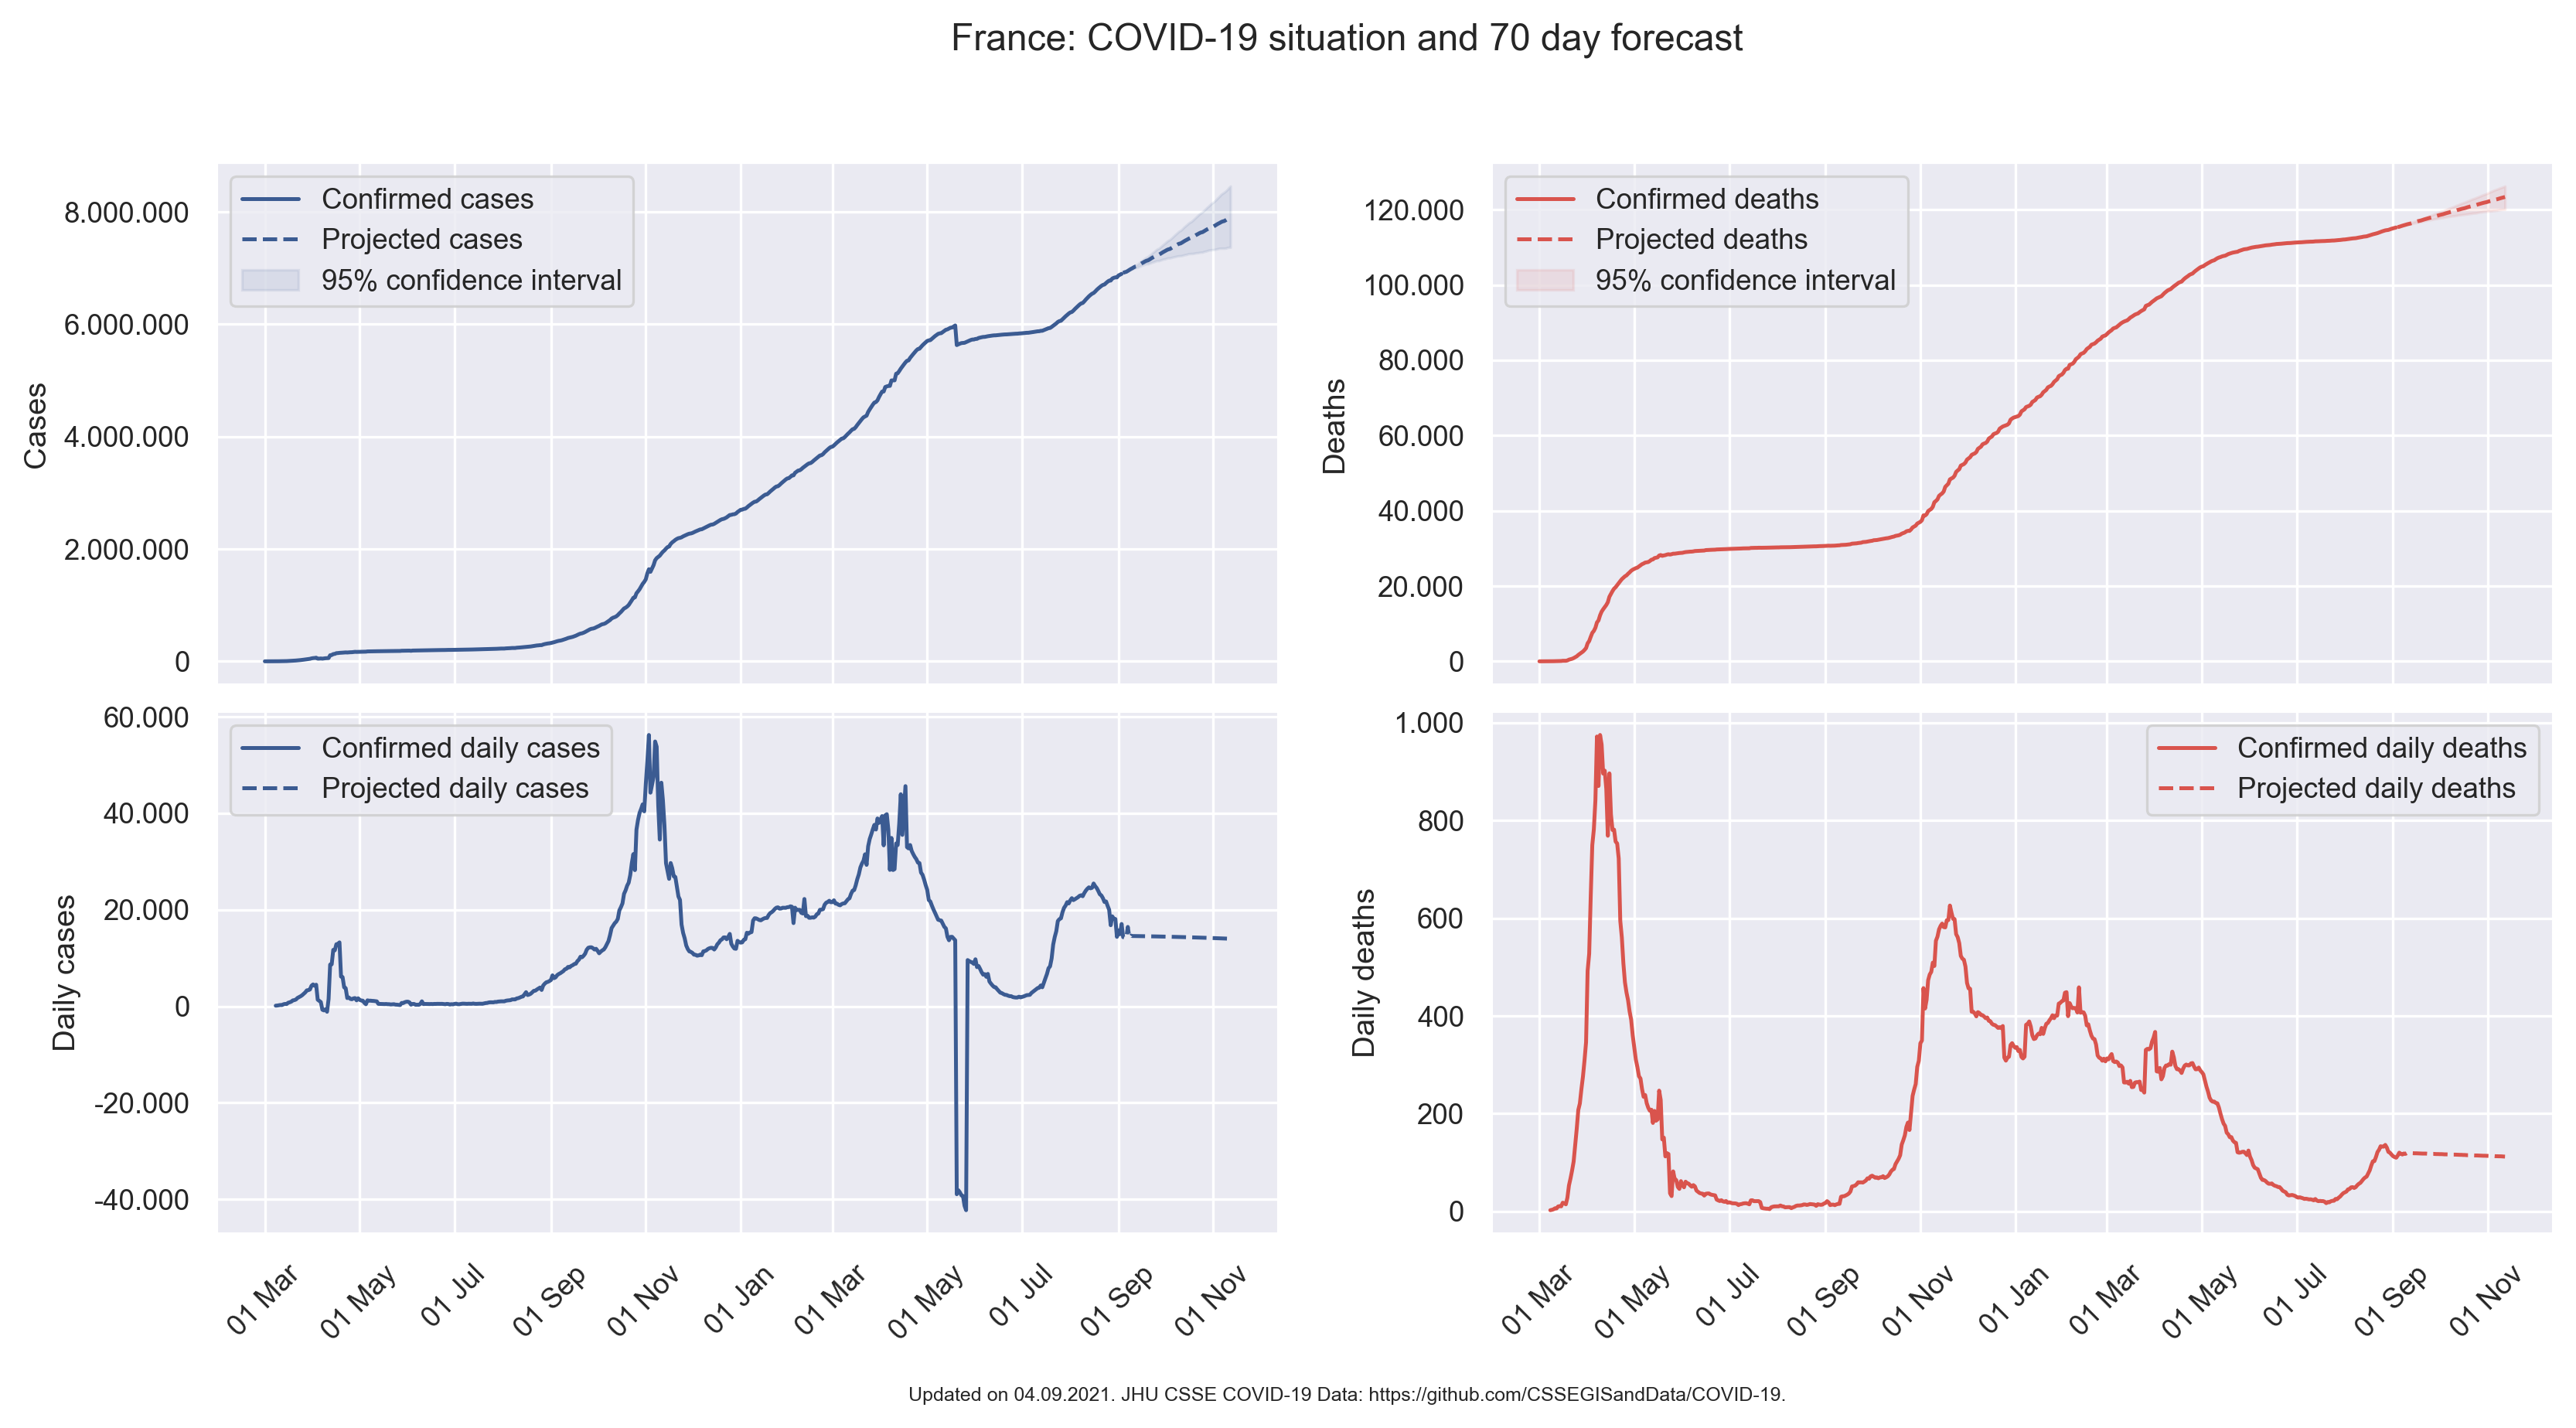 France: COVID-19 situation and 70 day forecast
Confirmed cases
Projected cases
95% confidence interval
8.000.000
6.000.000
4.000.000
2.000.000
0
Cases
Confirmed deaths
Projected deaths
95% confidence interval
120.000
100.000
80.000
60.000
40.000
20.000
0
Deaths
Confirmed daily cases
Projected daily cases
60.000
40.000
20.000
0
-20.000
-40.000
Daily cases
01 Mar
01 May
01 Jul
01 Sep
01 Nov
01 Jan
01 Mar
01 May
01 Jul
01 Sep
01 Nov
Confirmed daily deaths
Projected daily deaths
1.000
800
600
400
200
0
Daily deaths
01 Mar
01 May
01 Jul
01 Sep
01 Nov
01 Jan
01 Mar
01 May
01 Jul
01 Sep
01 Nov
Updated on 04.09.2021. JHU CSSE COVID-19 Data: https://github.com/CSSEGISandData/COVID-19.